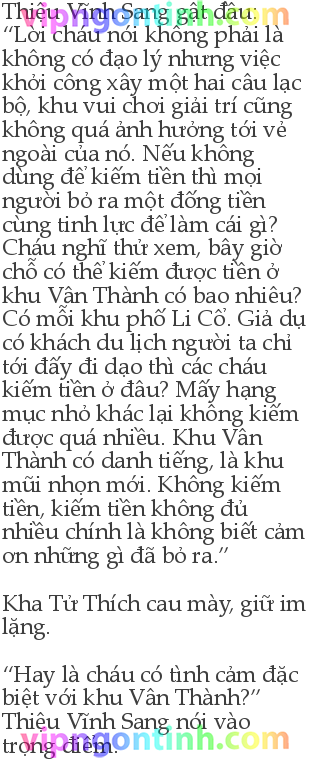 vipngontinh.com
Thiệu Vĩnh Sang gật đầu:
“Lời cháu nói không phải là
không có đạo lý nhưng việc
khởi công xây một hai câu lạc
bộ, khu vui chơi giải trí cũng
không quá ảnh hưởng tới vẻ
ngoài của nó. Nếu không
dùng để kiếm tiền thì mọi
người bỏ ra một đống tiền
cùng tinh lực để làm cái gì?
Cháu nghĩ thử xem, bây giờ
chỗ có thể kiếm được tiền ở
khu Vân Thành có bao nhiêu?
Có mỗi khu phố Li Cổ. Giả dụ
có khách du lịch người ta chỉ
tới đấy đi dạo thì các cháu
kiếm tiền ở đâu? Mấy hạng
mục nhỏ khác lại không kiếm
được quá nhiều. Khu Vân
Thành có danh tiếng, là khu
mũi nhọn mới. Không kiếm
tiền, kiếm tiền không đủ
nhiều chính là không biết cảm
ơn những gì đã bỏ ra.”
Kha Tử Thích cau mày, giữ im
lặng.
“Hay là cháu có tình cảm đặc
biệt với khu Vân Thành?”
Thiệu Vĩnh Sang nói vào
trọng điểm.
vipngontinh.com